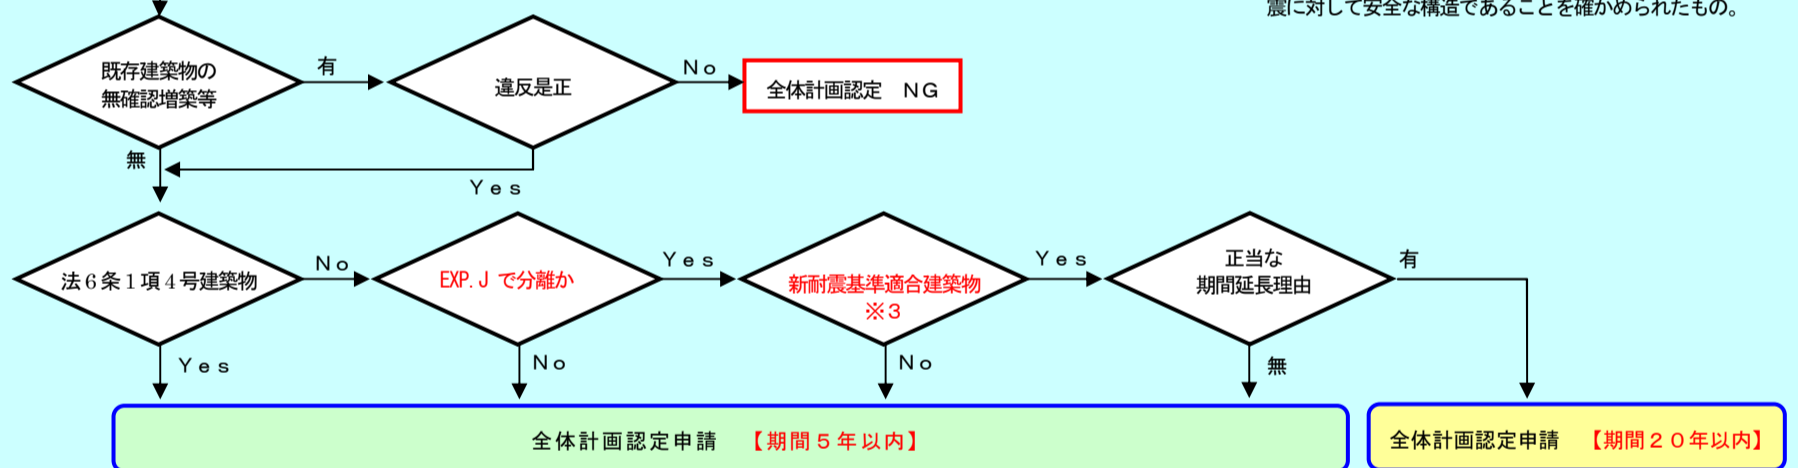 震に対して安全な構造であることを確かめられたもの。
既存建築物の
無確認増築等
有
違反是正
Ｎｏ
全体計画認定　ＮＧ
無
Ｙｅｓ
法６条１項４号建築物
Ｎｏ
EXP.J で分離か
Ｙｅｓ
新耐震基準適合建築物
※３
Ｙｅｓ
正当な
期間延長理由
有
Ｙｅｓ
Ｎｏ
Ｎｏ
無
全体計画認定申請　【期間５年以内】
全体計画認定申請　【期間２０年以内】